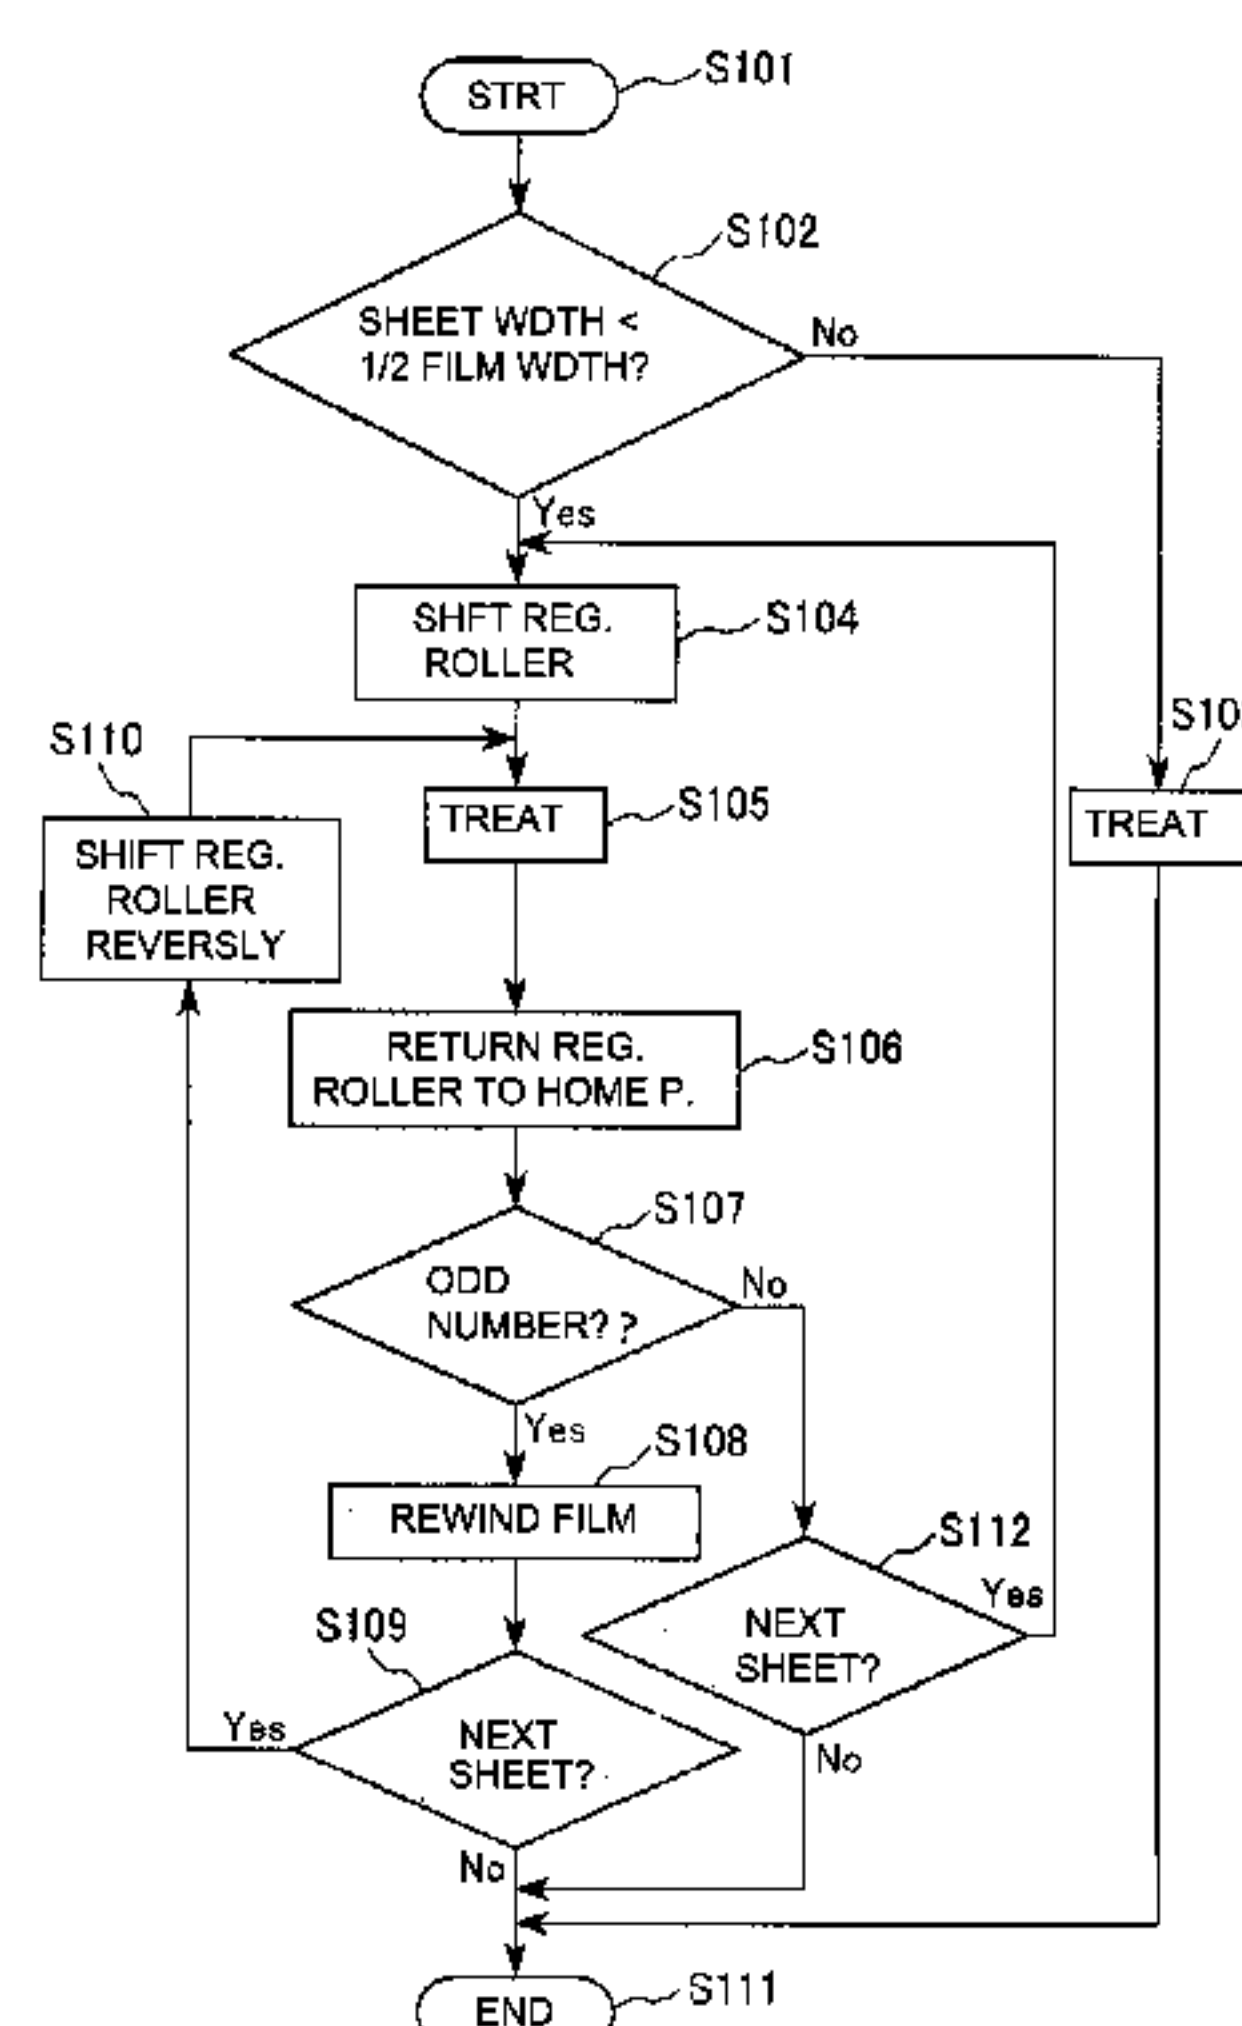 STRT
S101
S102
SHEET WDTH <
1/2 FILM WDTH?
No
Yes
SHFT REG.
ROLLER
S104
S110
S10
TREAT
S105
TREAT
SHIFT REG.
ROLLER
REVERSLY
RETURN REG.
ROLLER TO HOME P.
S106
S107
ODD
NUMBER? ?
No
Yes
S108
REWIND FILM
S112
Yes
NEXT
SHEET?
S109
Yes
NEXT
SHEET?
No
No
END
S111